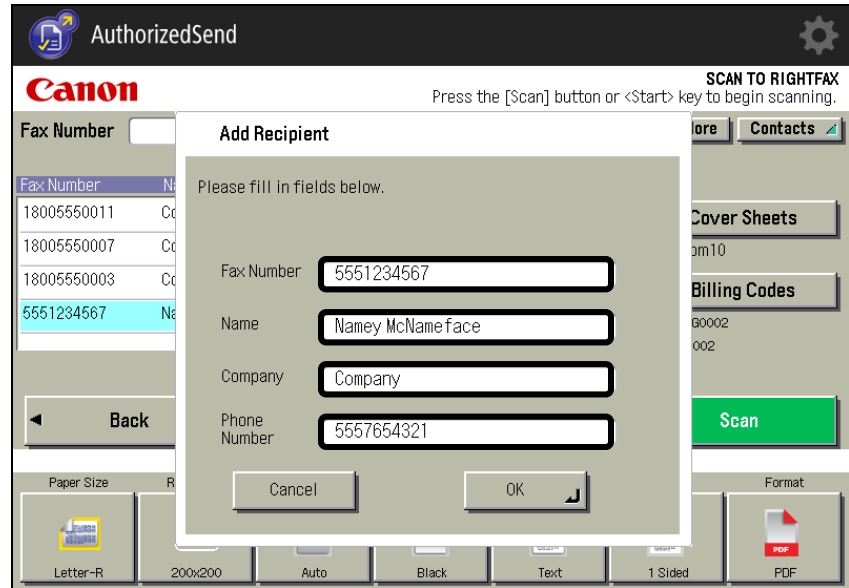 AuthorizedSend
Canon
SCAN TO RIGHTFAX
Press the [Scan] button or <Start> key to begin scanning.
Fax Number
Contacts
Add Recipient
Please fill in fields below.
Fax Number
18005550011
18005550007
18005550003
5551234567
Fax Number 5551234567
Name Namey McNameface
Company Company
Phone Number 5557654321
Cancel OK
Cover Sheets
Billing Codes
G0002
002
Back
Scan
Paper Size
Format
Letter-R
200x200
Auto
Black
Text
1 Sided
PDF
PDF